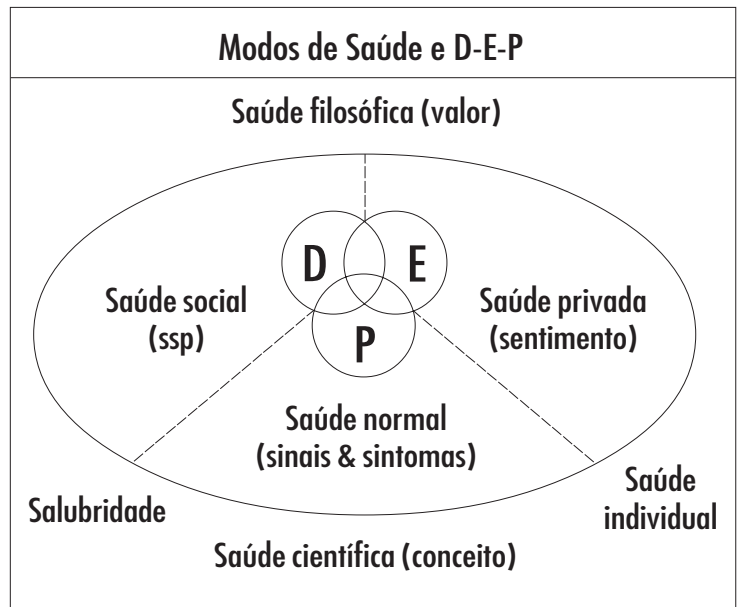 Modos de Saúde e D-E-P
Saúde filosófica (valor)
D
E
P
Saúde social
(ssp)
Saúde privada
(sentimento)
Saúde normal
(sinais & sintomas)
Salubridade
Saúde
individual
Saúde científica (conceito)